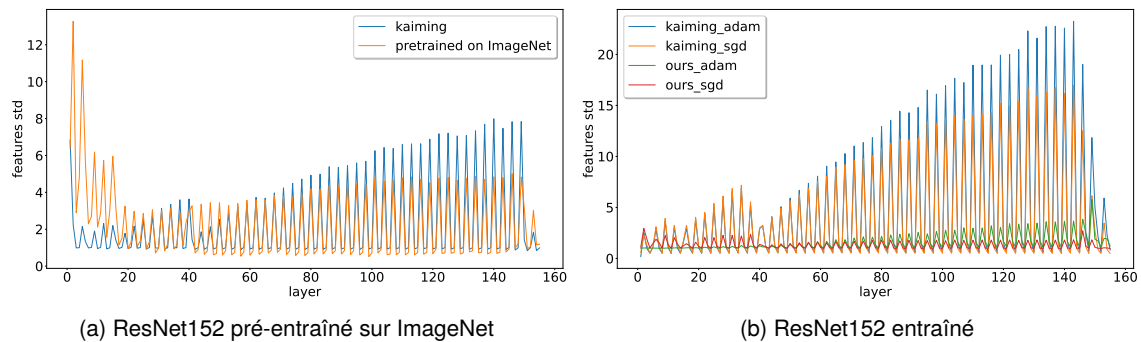 kaiming
pretrained on ImageNet
features std
12
10
8
6
4
2
0
0 20 40 60 80 100 120 140 160
layer
(a) ResNet152 pré-entraîné sur ImageNet
kaiming_adam
kaiming_sgd
ours_adam
ours_sgd
features std
20
15
10
5
0
0 20 40 60 80 100 120 140 160
layer
(b) ResNet152 entraîné